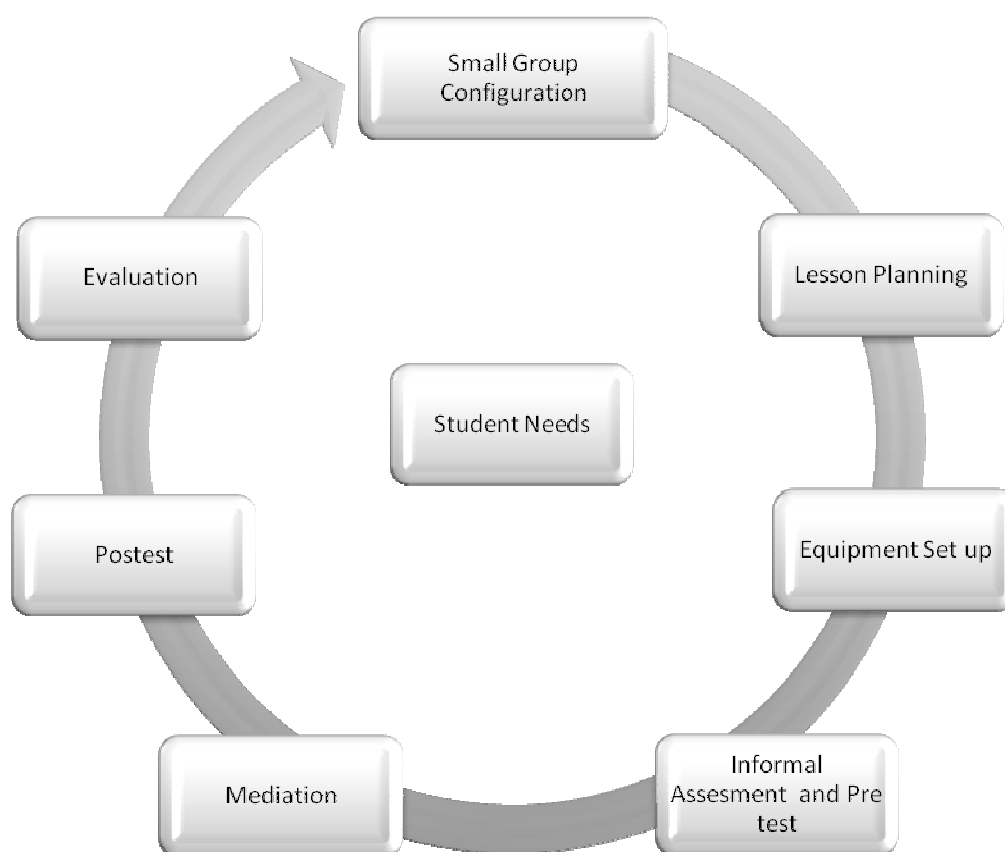 Small Group
Configuration
Lesson Planning
Equipment Set up
Informal
Assesment and Pre
test
Mediation
Postest
Evaluation
Student Needs